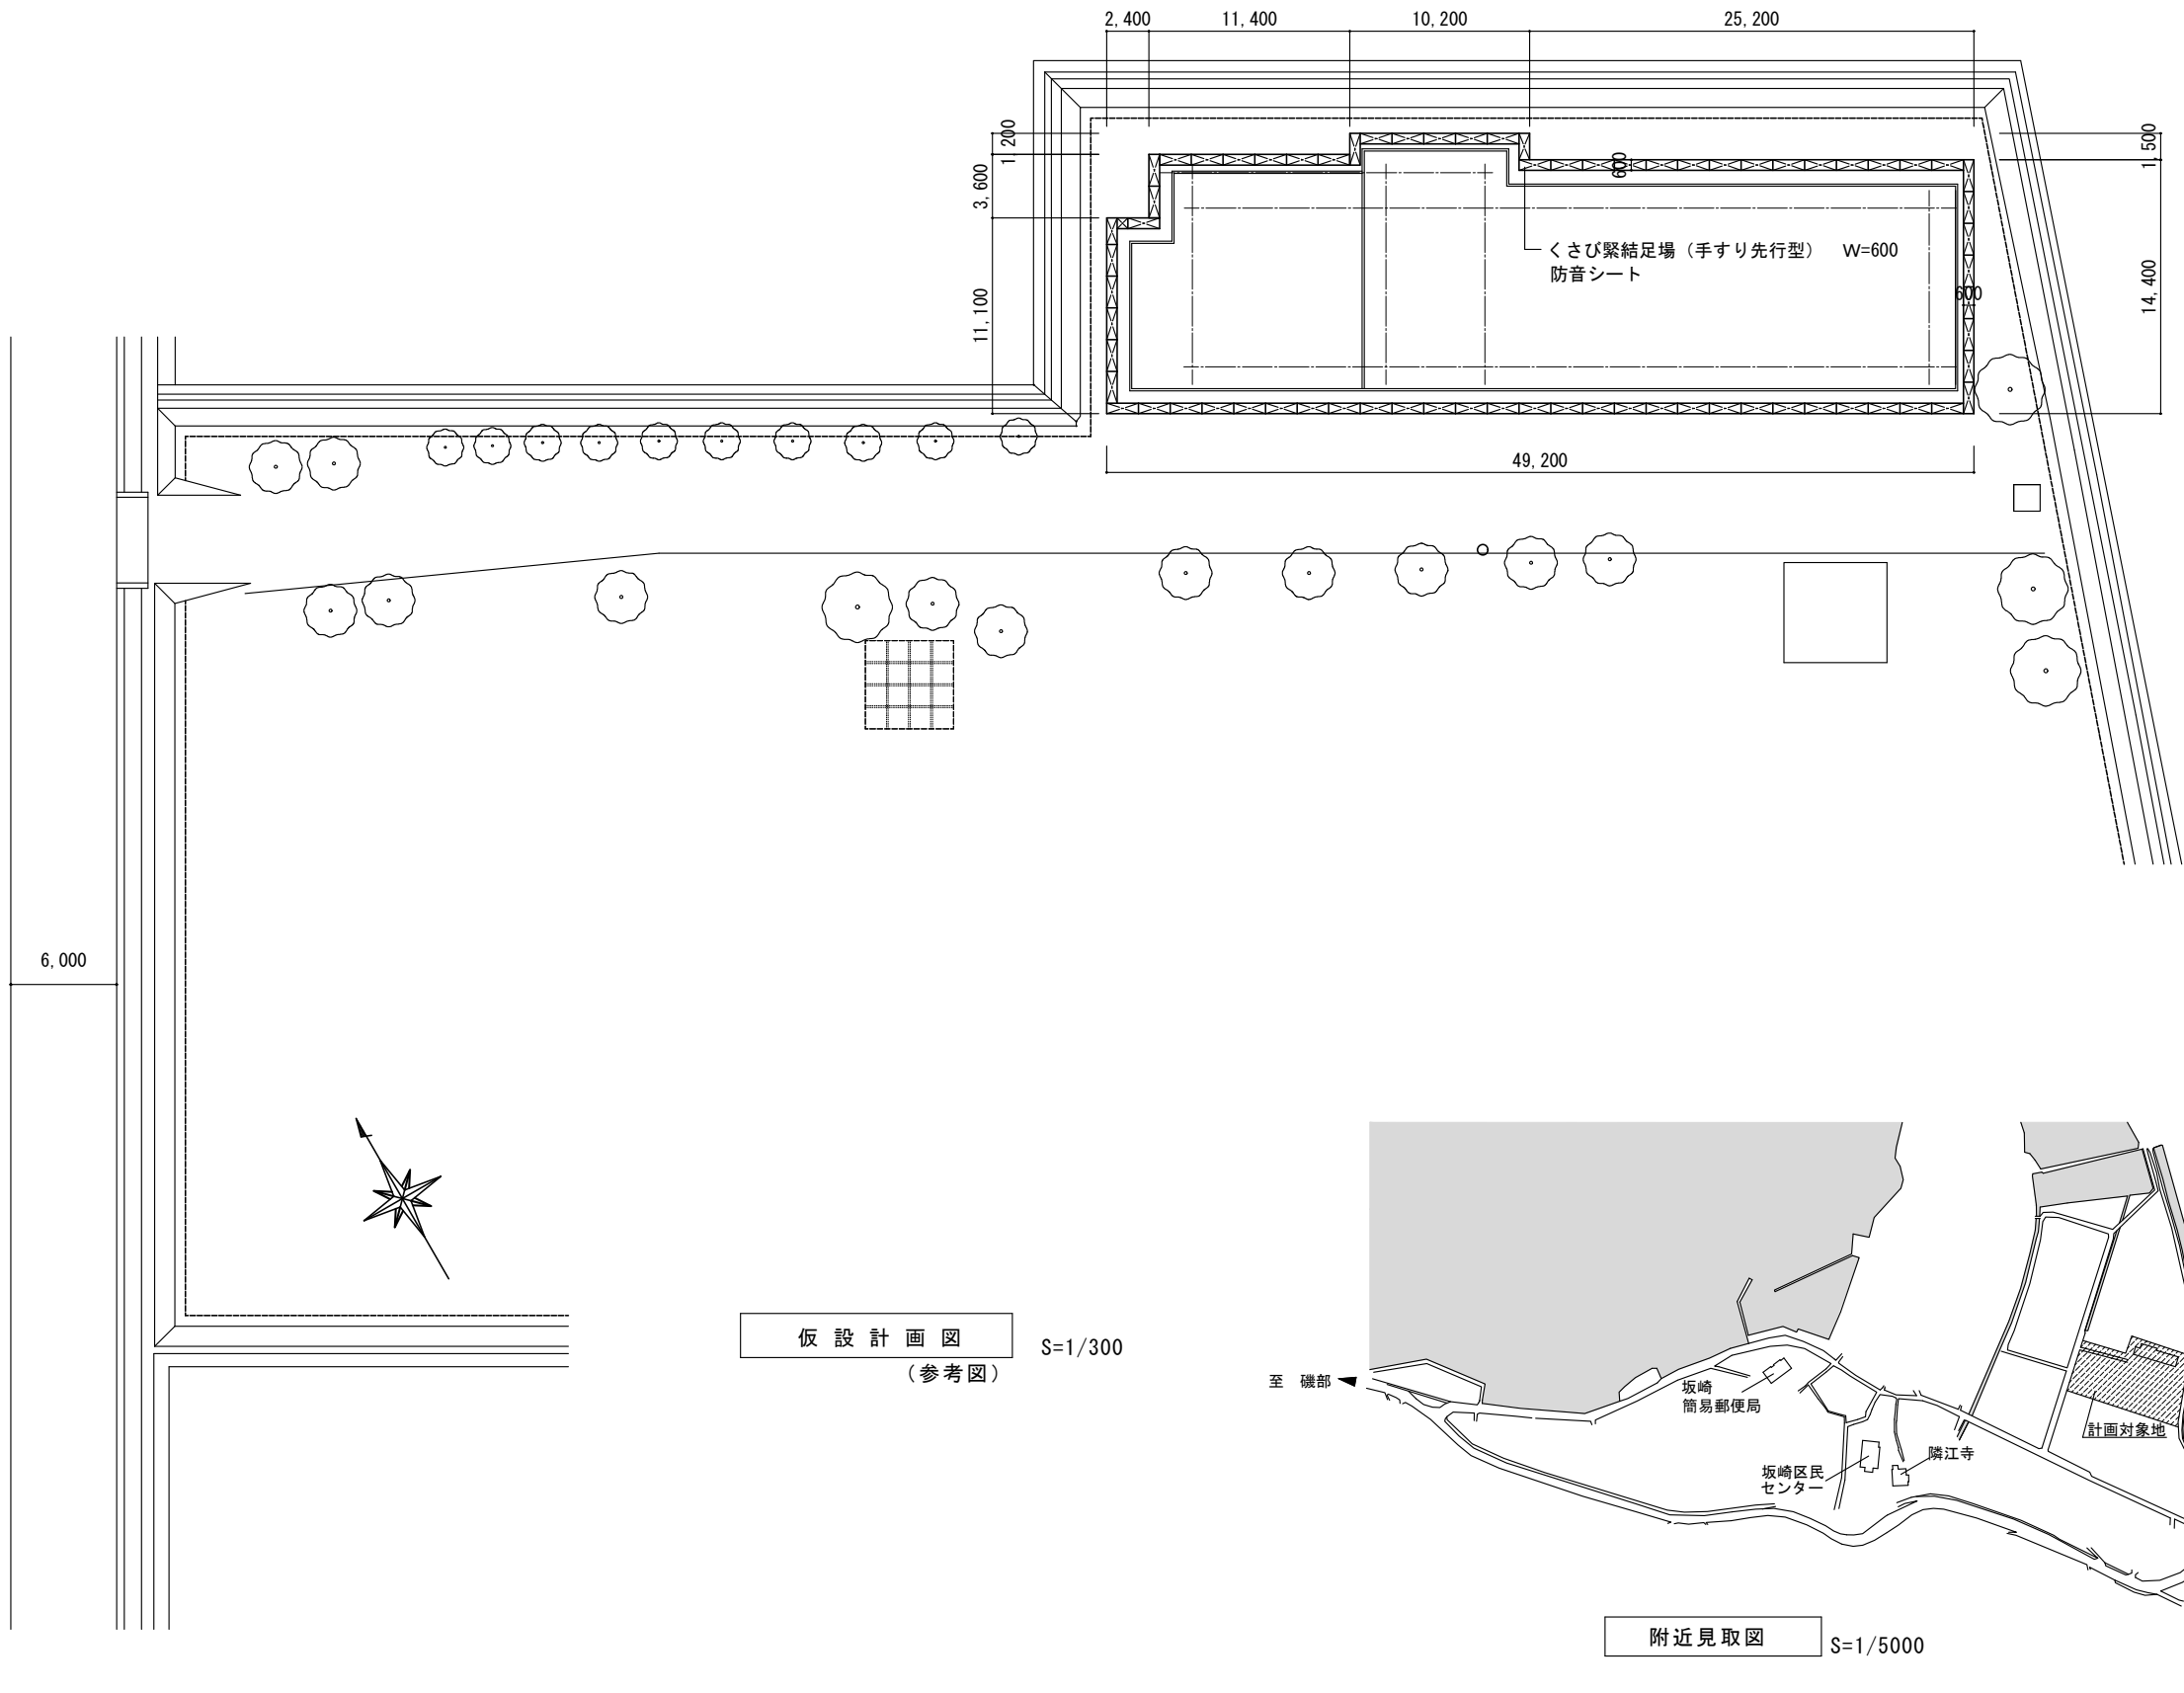 2,400
11,400
10,200
25,200
1,200
3,600
11,100
1,500
14,400
600
600
くさび緊結足場（手すり先行型）　W=600
防音シート
49,200
6,000
仮設計画図
（参考図）
S=1/300
至　磯部
坂崎
簡易郵便局
計画対象地
隣江寺
坂崎区民
センター
附近見取図
S=1/5000